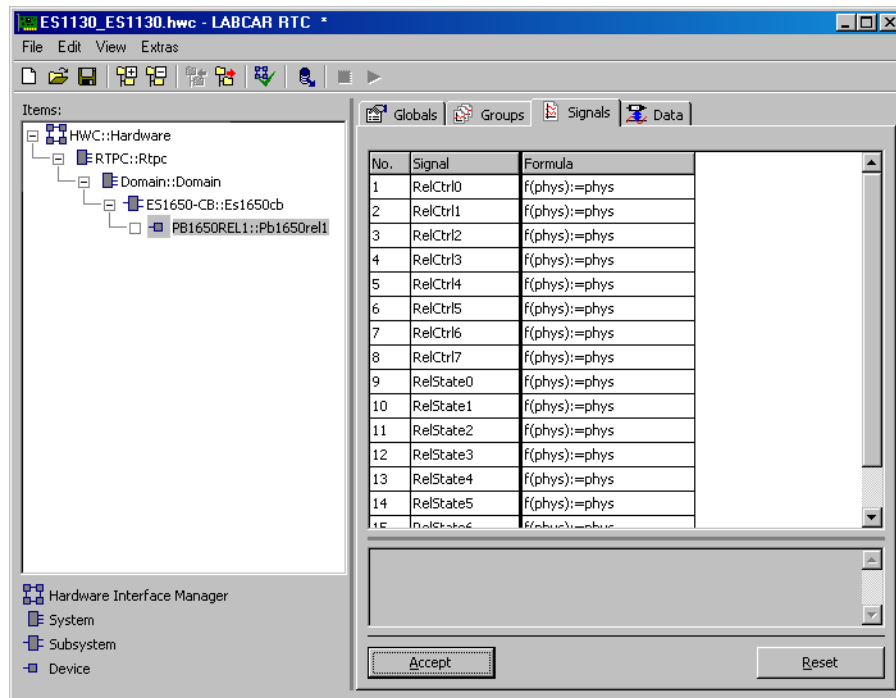 ES1130_ES1130.hwc - LABCAR RTC *
File Edit View Extras
Items:
HWC::Hardware
RTPC::Rtpc
Domain::Domain
ES1650-CB::Es1650cb
PB1650REL1::Pb1650rel1
Hardware Interface Manager
System
Subsystem
Device
Globals Groups Signals Data
No. Signal Formula
1 RelCtrl0 f(phys):=phys
2 RelCtrl1 f(phys):=phys
3 RelCtrl2 f(phys):=phys
4 RelCtrl3 f(phys):=phys
5 RelCtrl4 f(phys):=phys
6 RelCtrl5 f(phys):=phys
7 RelCtrl6 f(phys):=phys
8 RelCtrl7 f(phys):=phys
9 RelState0 f(phys):=phys
10 RelState1 f(phys):=phys
11 RelState2 f(phys):=phys
12 RelState3 f(phys):=phys
13 RelState4 f(phys):=phys
14 RelState5 f(phys):=phys
15 RelState6 f(phys):=phys
Accept Reset